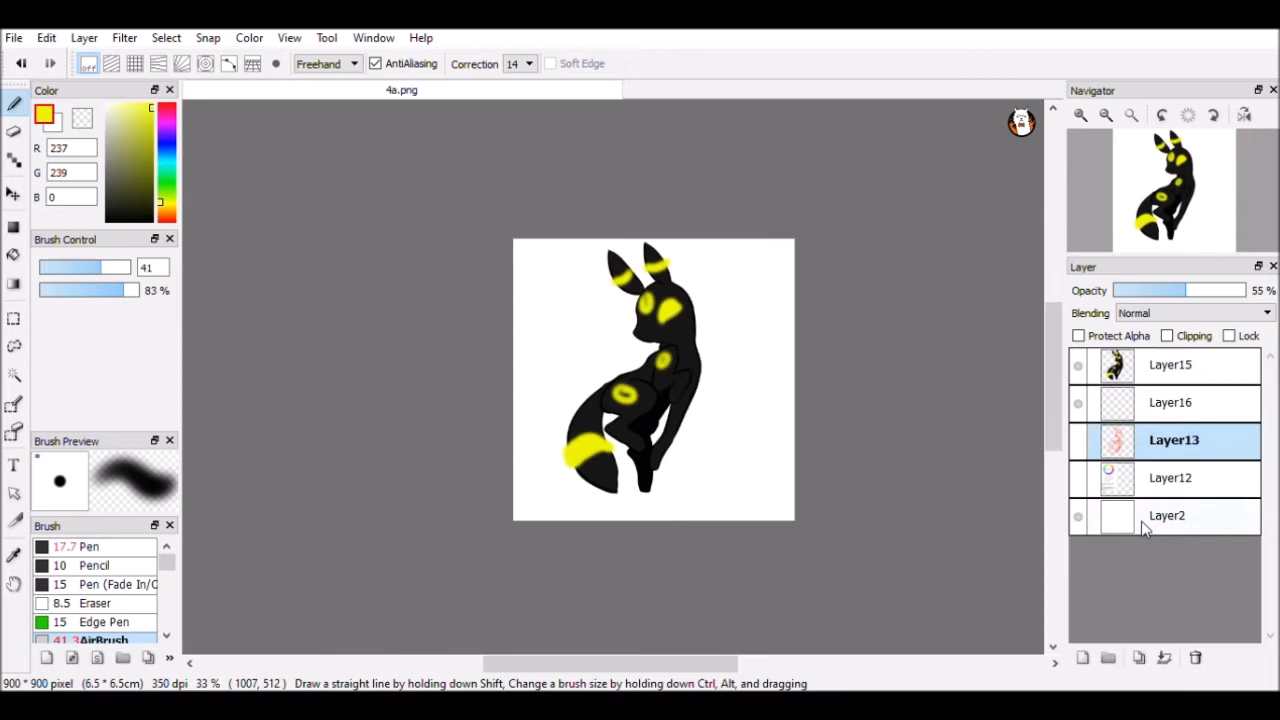 File Edit Layer Filter Select Snap Color View Tool Window Help
off Freehand AntiAliasing Correction 14 Soft Edge
Color
R 237
G 239
B 0
Brush Control
41
83 %
Brush Preview
Brush
17.7 Pen
10 Pencil
15 Pen (Fade In/O
8.5 Eraser
15 Edge Pen
41.3 AirBrush
4a.png
Navigator
Layer
Opacity 55 %
Blending Normal
Protect Alpha Clipping Lock
Layer15
Layer16
Layer13
Layer12
Layer2
900 * 900 pixel (6.5 * 6.5cm) 350 dpi 33 % ( 1007, 512 ) Draw a straight line by holding down Shift, Change a brush size by holding down Ctrl, Alt, and dragging